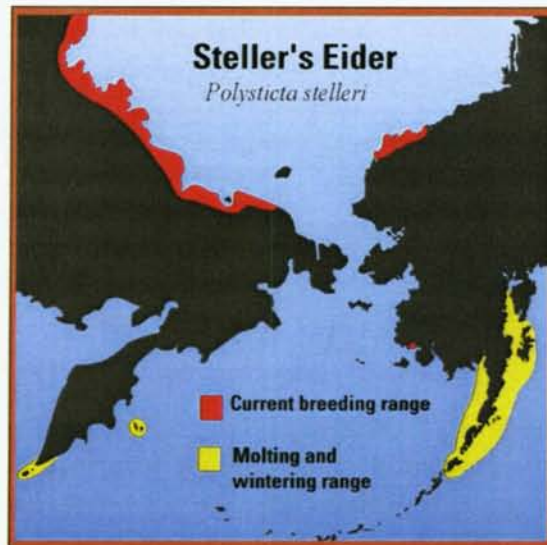 Steller's Eider
Polysticta stelleri
Current breeding range
Molting and
wintering range